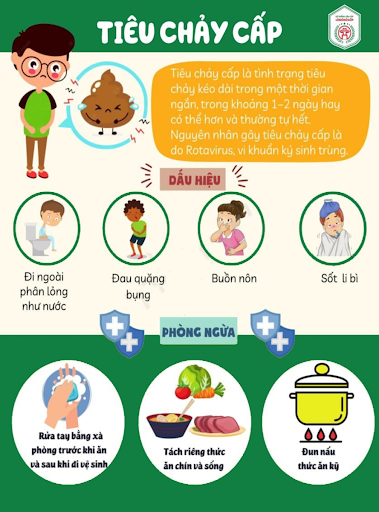 TIÊU CHẢY CẤP
Tiêu chảy cấp là tình trạng tiêu
chảy kéo dài trong một thời gian
ngắn, trong khoảng 1-2 ngày hay
có thể hơn và thường tự hết.
Nguyên nhân gây tiêu chảy cấp là
do Rotavirus, vi khuẩn ký sinh trùng.
DẤU HIỆU
Đi ngoài
phân lỏng
như nước
Đau quặng
bụng
Buồn nôn
Sốt li bì
PHÒNG NGỪA
Rửa tay bằng xà
phòng trước khi ăn
và sau khi đi vệ sinh
Tách riêng thức
ăn chín và sống
Đun nấu
thức ăn kỹ